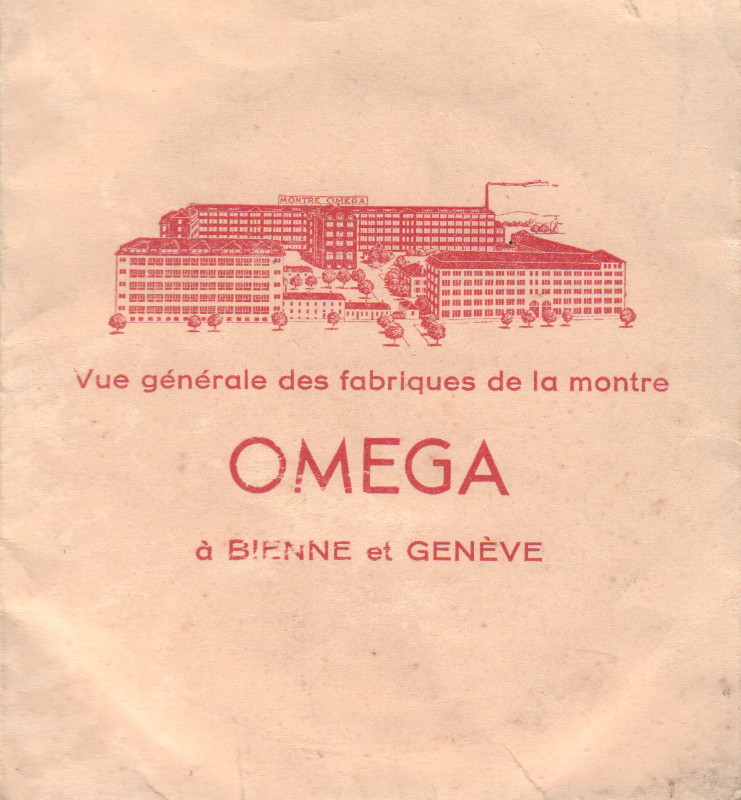 MONTRE OMEGA
Vue générale des fabriques de la montre
OMEGA
à BIENNE et GENÈVE